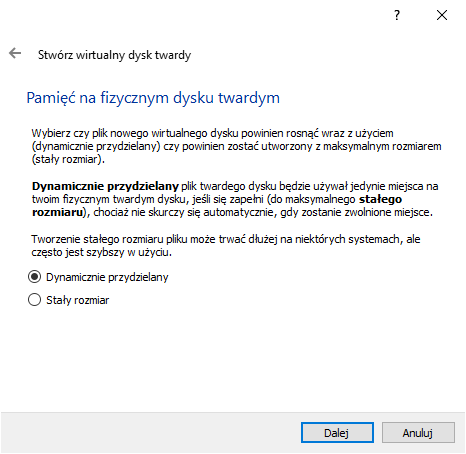 ?
Stwórz wirtualny dysk twardy
Pamięć na fizycznym dysku twardym
Wybierz czy plik nowego wirtualnego dysku powinien rosnąć wraz z użyciem
(dynamicznie przydzielany) czy powinien zostać utworzony z maksymalnym rozmiarem
(stały rozmiar).
Dynamicznie przydzielany plik twardego dysku będzie używał jedynie miejsca na
twoim fizycznym twardym dysku, jeśli się zapełni (do maksymalnego stałego
rozmiaru), chociaż nie skurczy się automatycznie, gdy zostanie zwolnione miejsce.
Tworzenie stałego rozmiaru pliku może trwać dłużej na niektórych systemach, ale
często jest szybszy w użyciu.
Dynamicznie przydzielany
Stały rozmiar
Dalej Anuluj